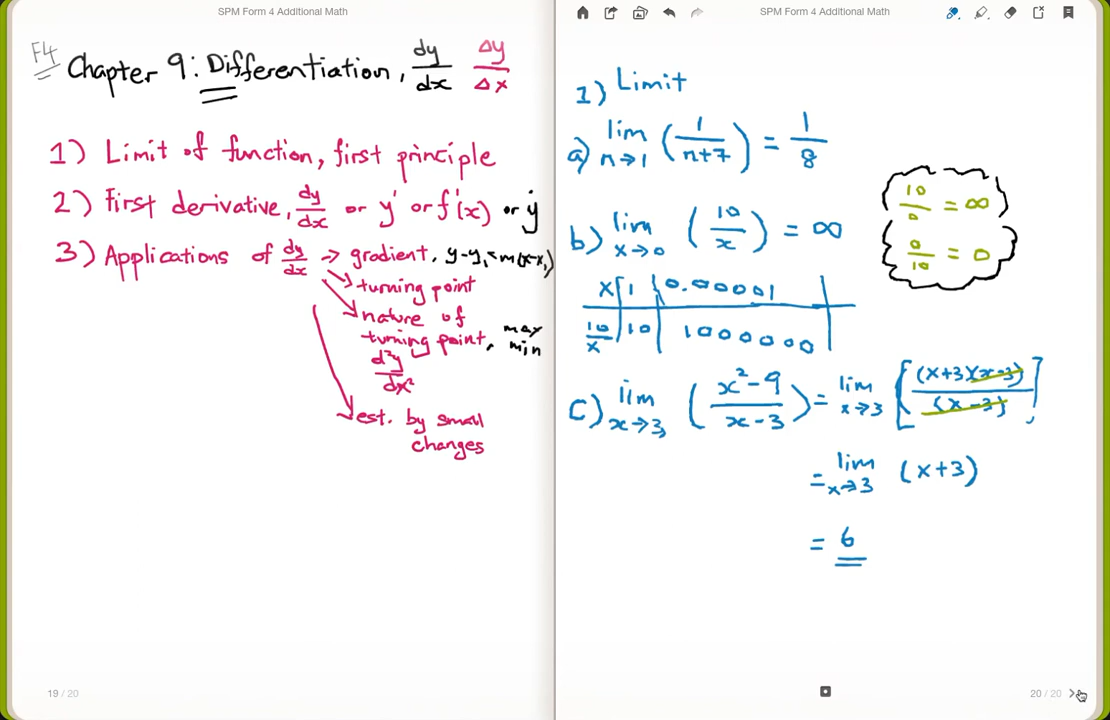 SPM Form 4 Additional Math
F4
Chapter 9: Differentiation, dy/dx Δy/Δx
1) Limit of function, first principle
2) First derivative, dy/dx or y' or f'(x) or ẏ
3) Applications of dy/dx → gradient, y-y₁=m(x-x₁)
turning point
nature of
turning point, max
min
d²y/dx²
est. by small
changes
19 / 20
SPM Form 4 Additional Math
1) Limit
a) lim n→1 (1/(n+7)) = 1/8
10/0 = ∞
0/10 = 0
b) lim x→0 (10/x) = ∞
x | 1 | 0.00001
10/x | 10 | 1000000
c) lim x→3 ((x²-9)/(x-3)) = lim x→3 [(x+3)(x-3)/(x-3)]
= lim x→3 (x+3)
= 6
20 / 20